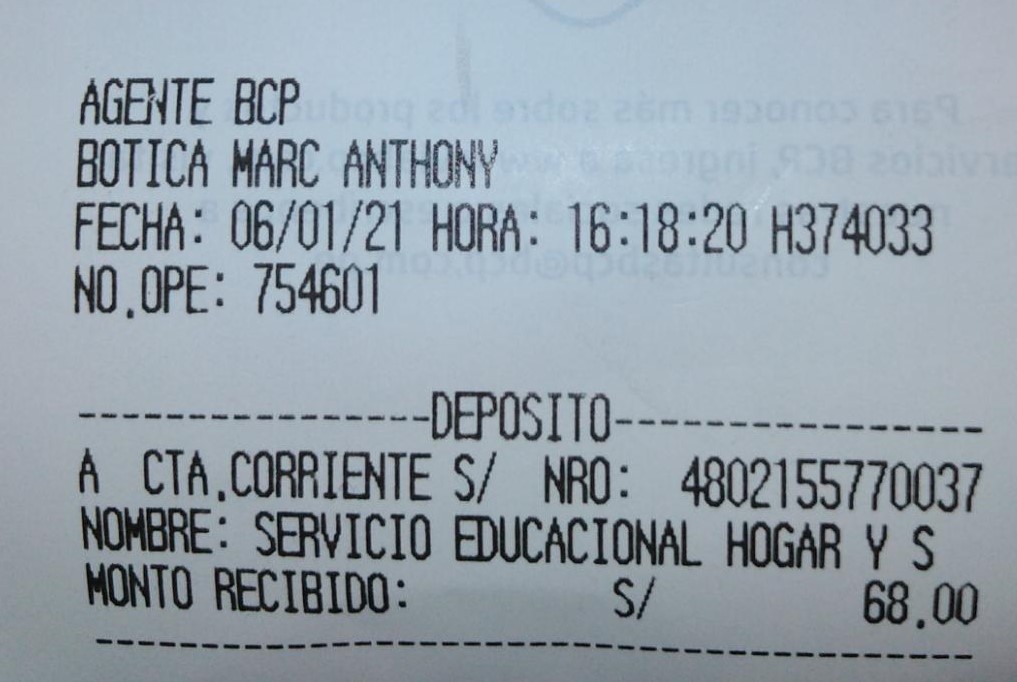 AGENTE BCP
BOTICA MARC ANTHONY
FECHA: 06/01/21 HORA: 16:18:20 H374033
NO.OPE: 754601
----------------DEPOSITO-----------------
A CTA.CORRIENTE S/ NRO: 4802155770037
NOMBRE: SERVICIO EDUCACIONAL HOGAR Y S
MONTO RECIBIDO: S/ 68.00